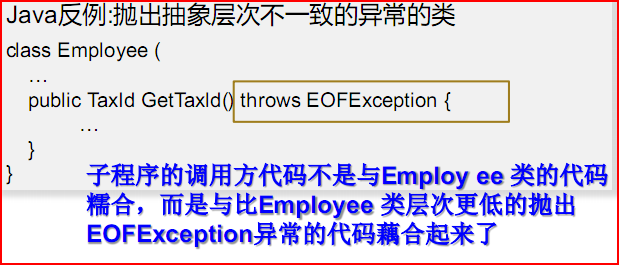 Java反例:抛出抽象层次不一致的异常的类
class Employee (
…
public TaxId GetTaxId() throws EOFException {
…
}
}
子程序的调用方代码不是与Employ ee 类的代码
糯合，而是与比Employee 类层次更低的抛出
EOFException异常的代码藕合起来了